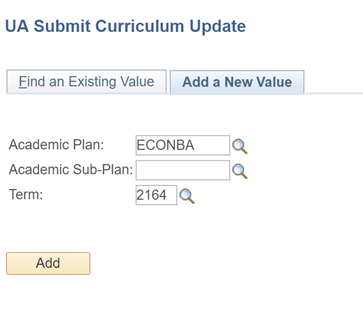 UA Submit Curriculum Update
Find an Existing Value Add a New Value
Academic Plan: ECONBA
Academic Sub-Plan:
Term: 2164
Add